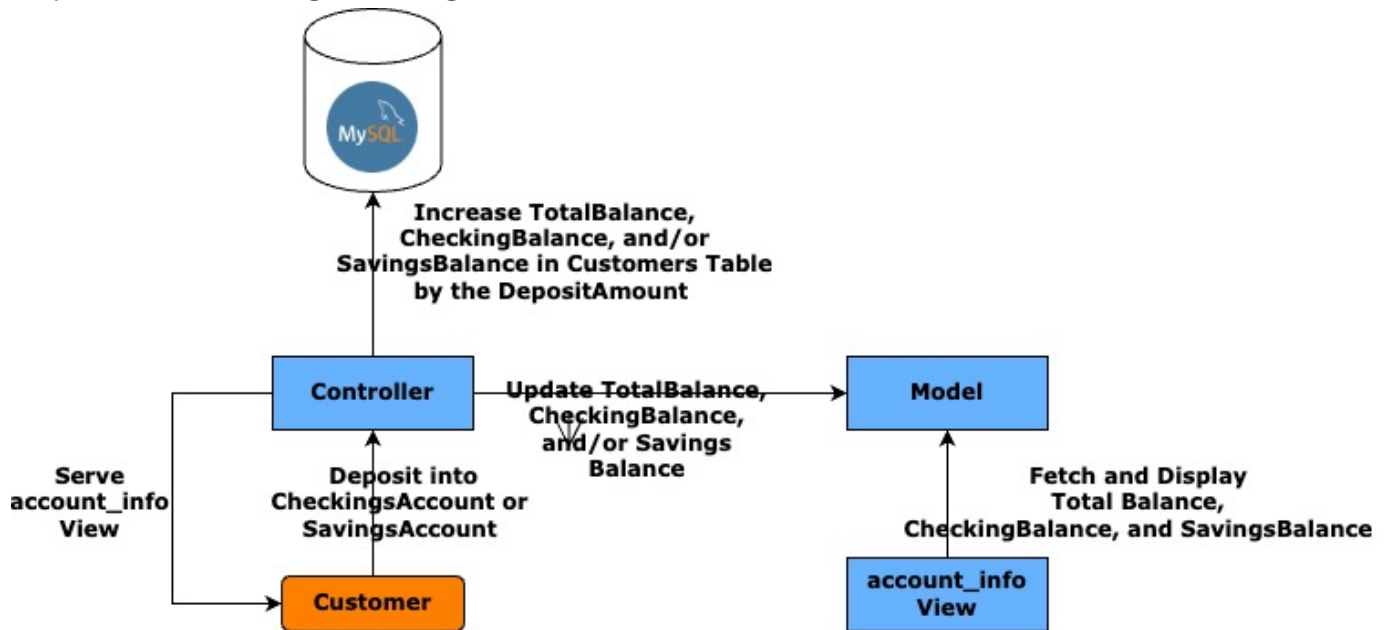 MySQL
Increase TotalBalance,
CheckingBalance, and/or
SavingsBalance in Customers Table
by the DepositAmount
Controller
Update TotalBalance,
CheckingBalance,
and/or Savings
Balance
Model
Serve
account_info
View
Deposit into
CheckingsAccount or
SavingsAccount
Fetch and Display
Total Balance,
CheckingBalance, and SavingsBalance
Customer
account_info
View